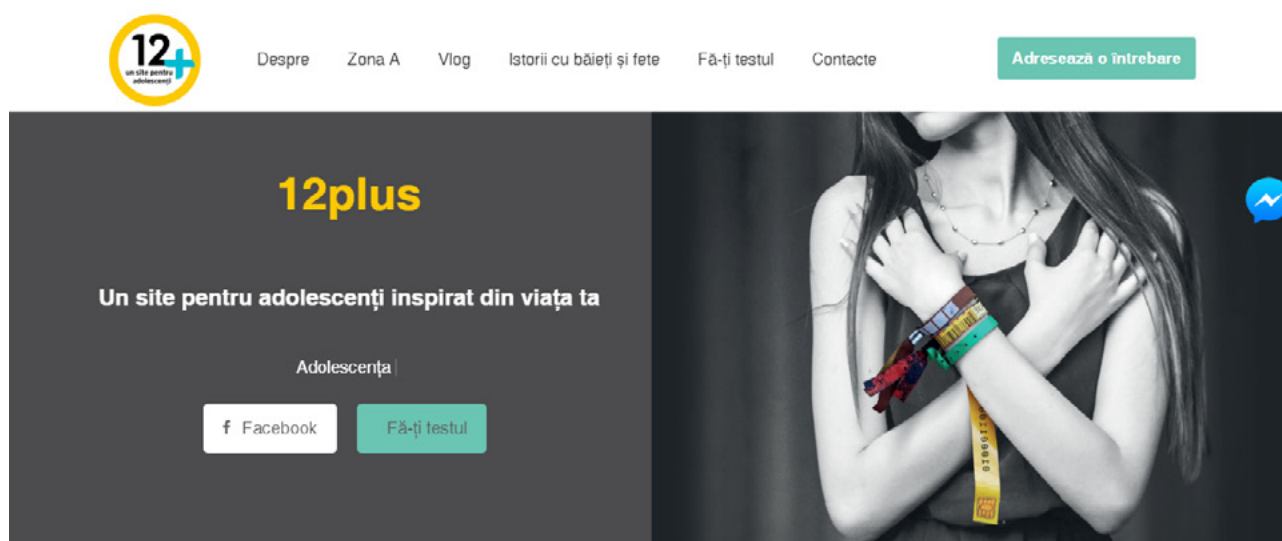 12+
un site pentru
adolescenți
Despre
Zona A
Vlog
Istorii cu băieți și fete
Fă-ți testul
Contacte
Adresează o întrebare
12plus
Un site pentru adolescenți inspirat din viața ta
Adolescența
Facebook
Fă-ți testul